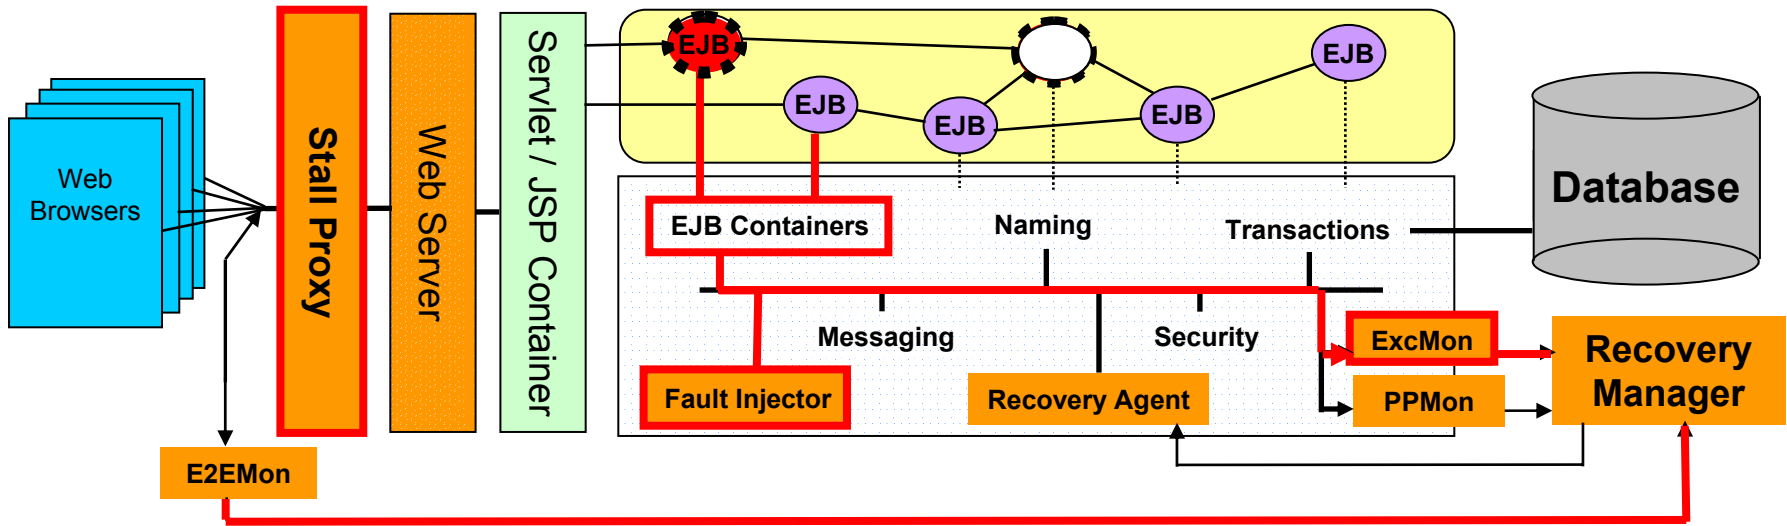 Web
Browsers
Stall Proxy
Web Server
Servlet / JSP Container
EJB
EJB
EJB
EJB
EJB
EJB Containers
Naming
Transactions
Messaging
Security
Fault Injector
Recovery Agent
ExcMon
PPMon
Database
Recovery
Manager
E2EMon